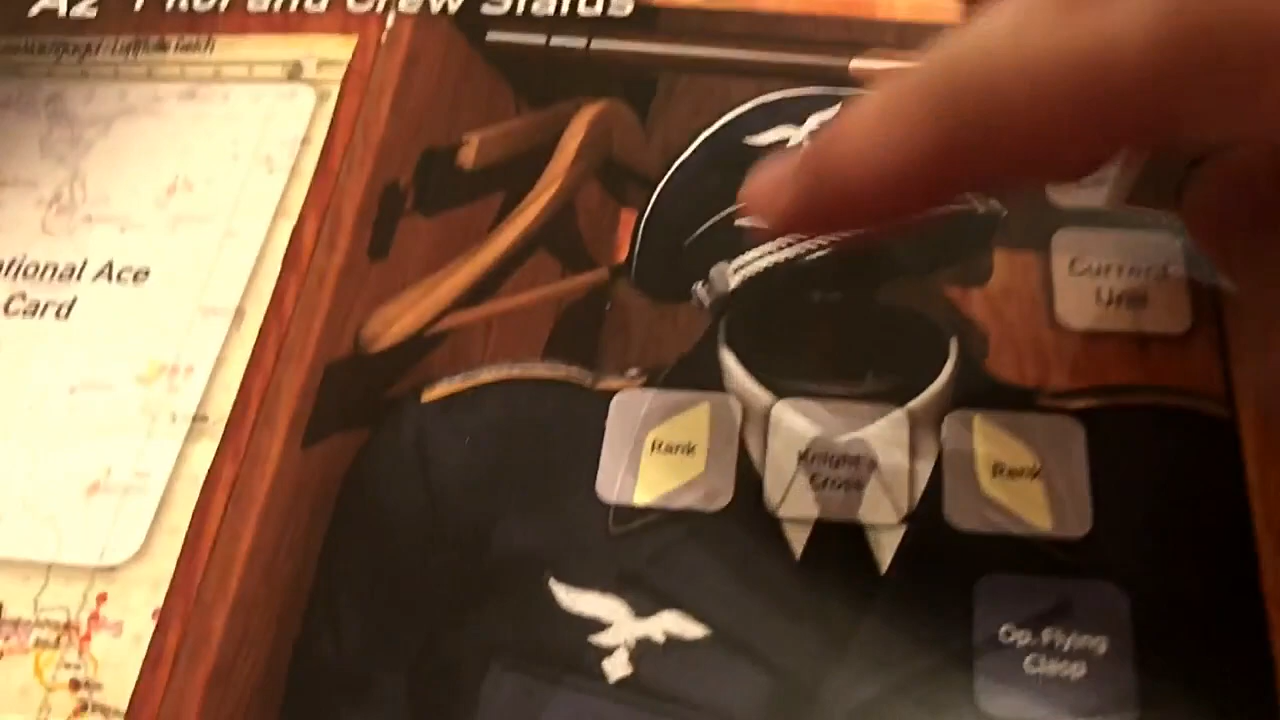 A2 Pilot and Crew Status
ational Ace
Card
Current
Unit
Rank
Knight's
Cross
Rank
Op. Flying
Clasp